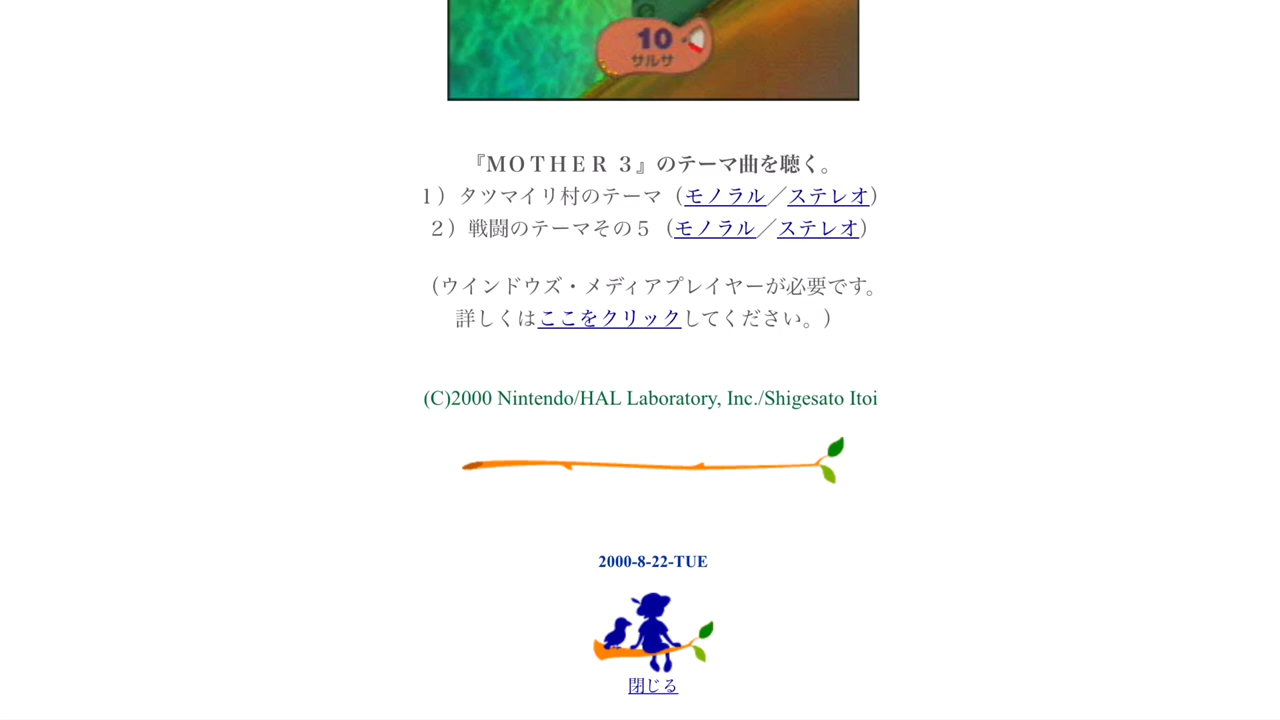 10
サルサ
『ＭＯＴＨＥＲ ３』のテーマ曲を聴く。
１）タツマイリ村のテーマ（モノラル／ステレオ）
２）戦闘のテーマその５（モノラル／ステレオ）
（ウインドウズ・メディアプレイヤーが必要です。
詳しくはここをクリックしてください。）
(C)2000 Nintendo/HAL Laboratory, Inc./Shigesato Itoi
2000-8-22-TUE
閉じる